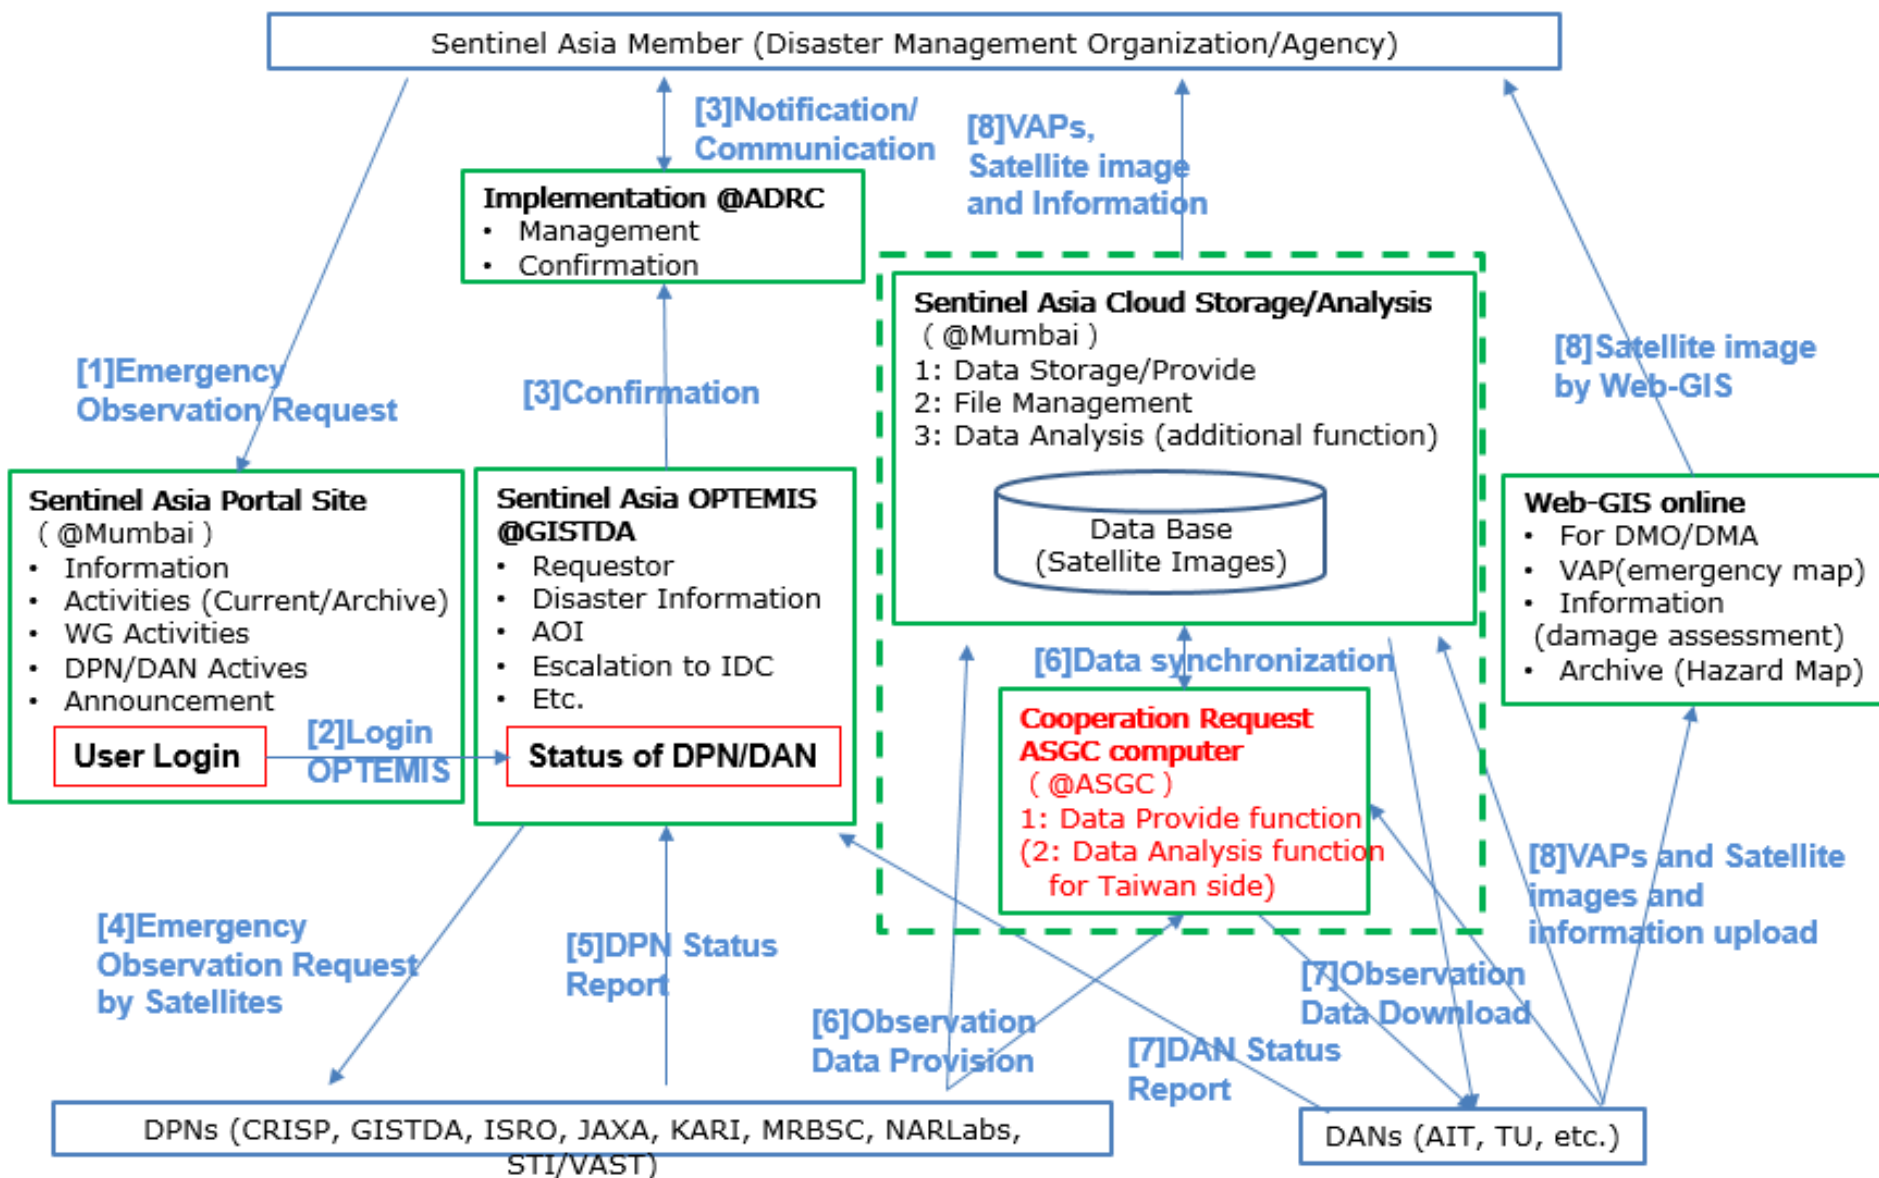 Sentinel Asia Member (Disaster Management Organization/Agency)
[3]Notification/
Communication
[8]VAPs,
Satellite image
and Information
Implementation @ADRC
• Management
• Confirmation
[1]Emergency
Observation Request
[3]Confirmation
Sentinel Asia Cloud Storage/Analysis
( @Mumbai )
1: Data Storage/Provide
2: File Management
3: Data Analysis (additional function)
Data Base
(Satellite Images)
[8]Satellite image
by Web-GIS
Sentinel Asia Portal Site
( @Mumbai )
• Information
• Activities (Current/Archive)
• WG Activities
• DPN/DAN Actives
• Announcement
User Login
[2]Login
OPTEMIS
Sentinel Asia OPTEMIS
@GISTDA
• Requestor
• Disaster Information
• AOI
• Escalation to IDC
• Etc.
Status of DPN/DAN
[6]Data synchronization
Cooperation Request
ASGC computer
( @ASGC )
1: Data Provide function
(2: Data Analysis function
for Taiwan side)
Web-GIS online
• For DMO/DMA
• VAP(emergency map)
• Information
(damage assessment)
• Archive (Hazard Map)
[4]Emergency
Observation Request
by Satellites
[5]DPN Status
Report
[6]Observation
Data Provision
[7]DAN Status
Report
[7]Observation
Data Download
[8]VAPs and Satellite
images and
information upload
DPNs (CRISP, GISTDA, ISRO, JAXA, KARI, MRBSC, NARLabs,
STI/VAST)
DANs (AIT, TU, etc.)